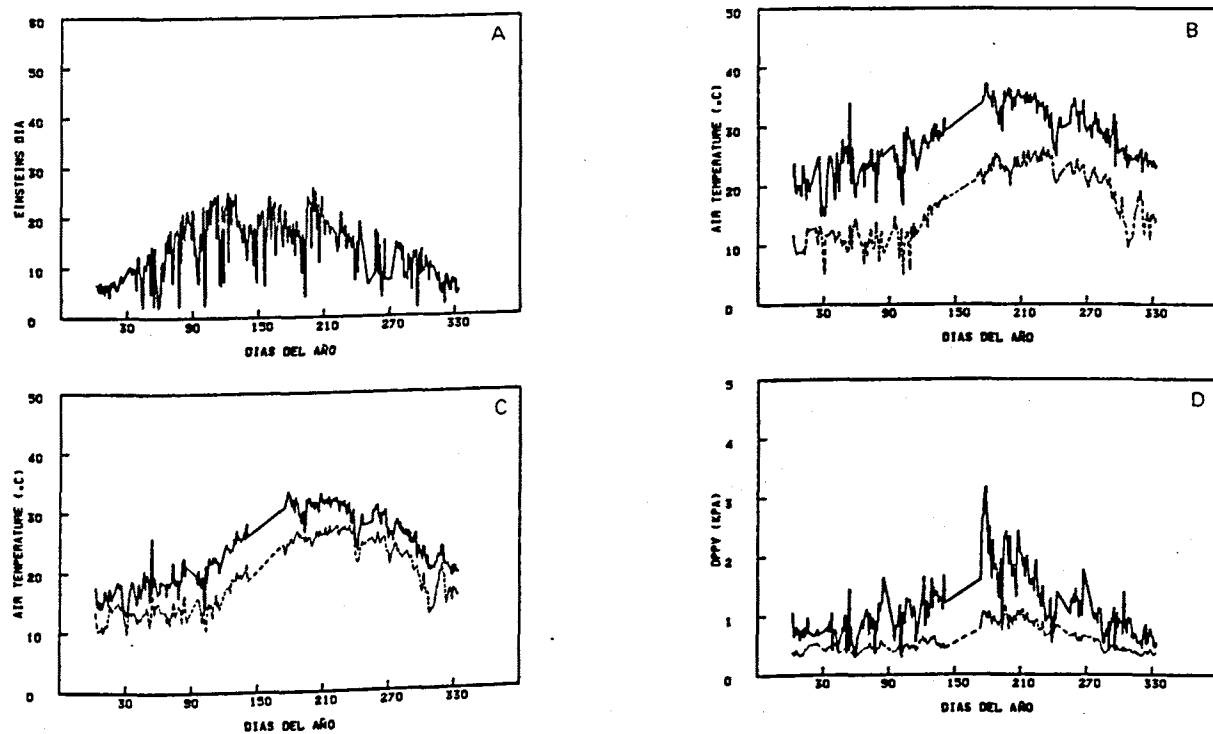 A
60
50
40
30
20
10
0
EINSTEINS DIA
30 90 150 210 270 330
DIAS DEL AÑO
B
50
40
30
20
10
0
AIR TEMPERATURE (.C)
30 90 150 210 270 330
DIAS DEL AÑO
C
50
40
30
20
10
0
AIR TEMPERATURE (.C)
30 90 150 210 270 330
DIAS DEL AÑO
D
5
4
3
2
1
0
DPPV (KPA)
30 90 150 210 270 330
DIAS DEL AÑO